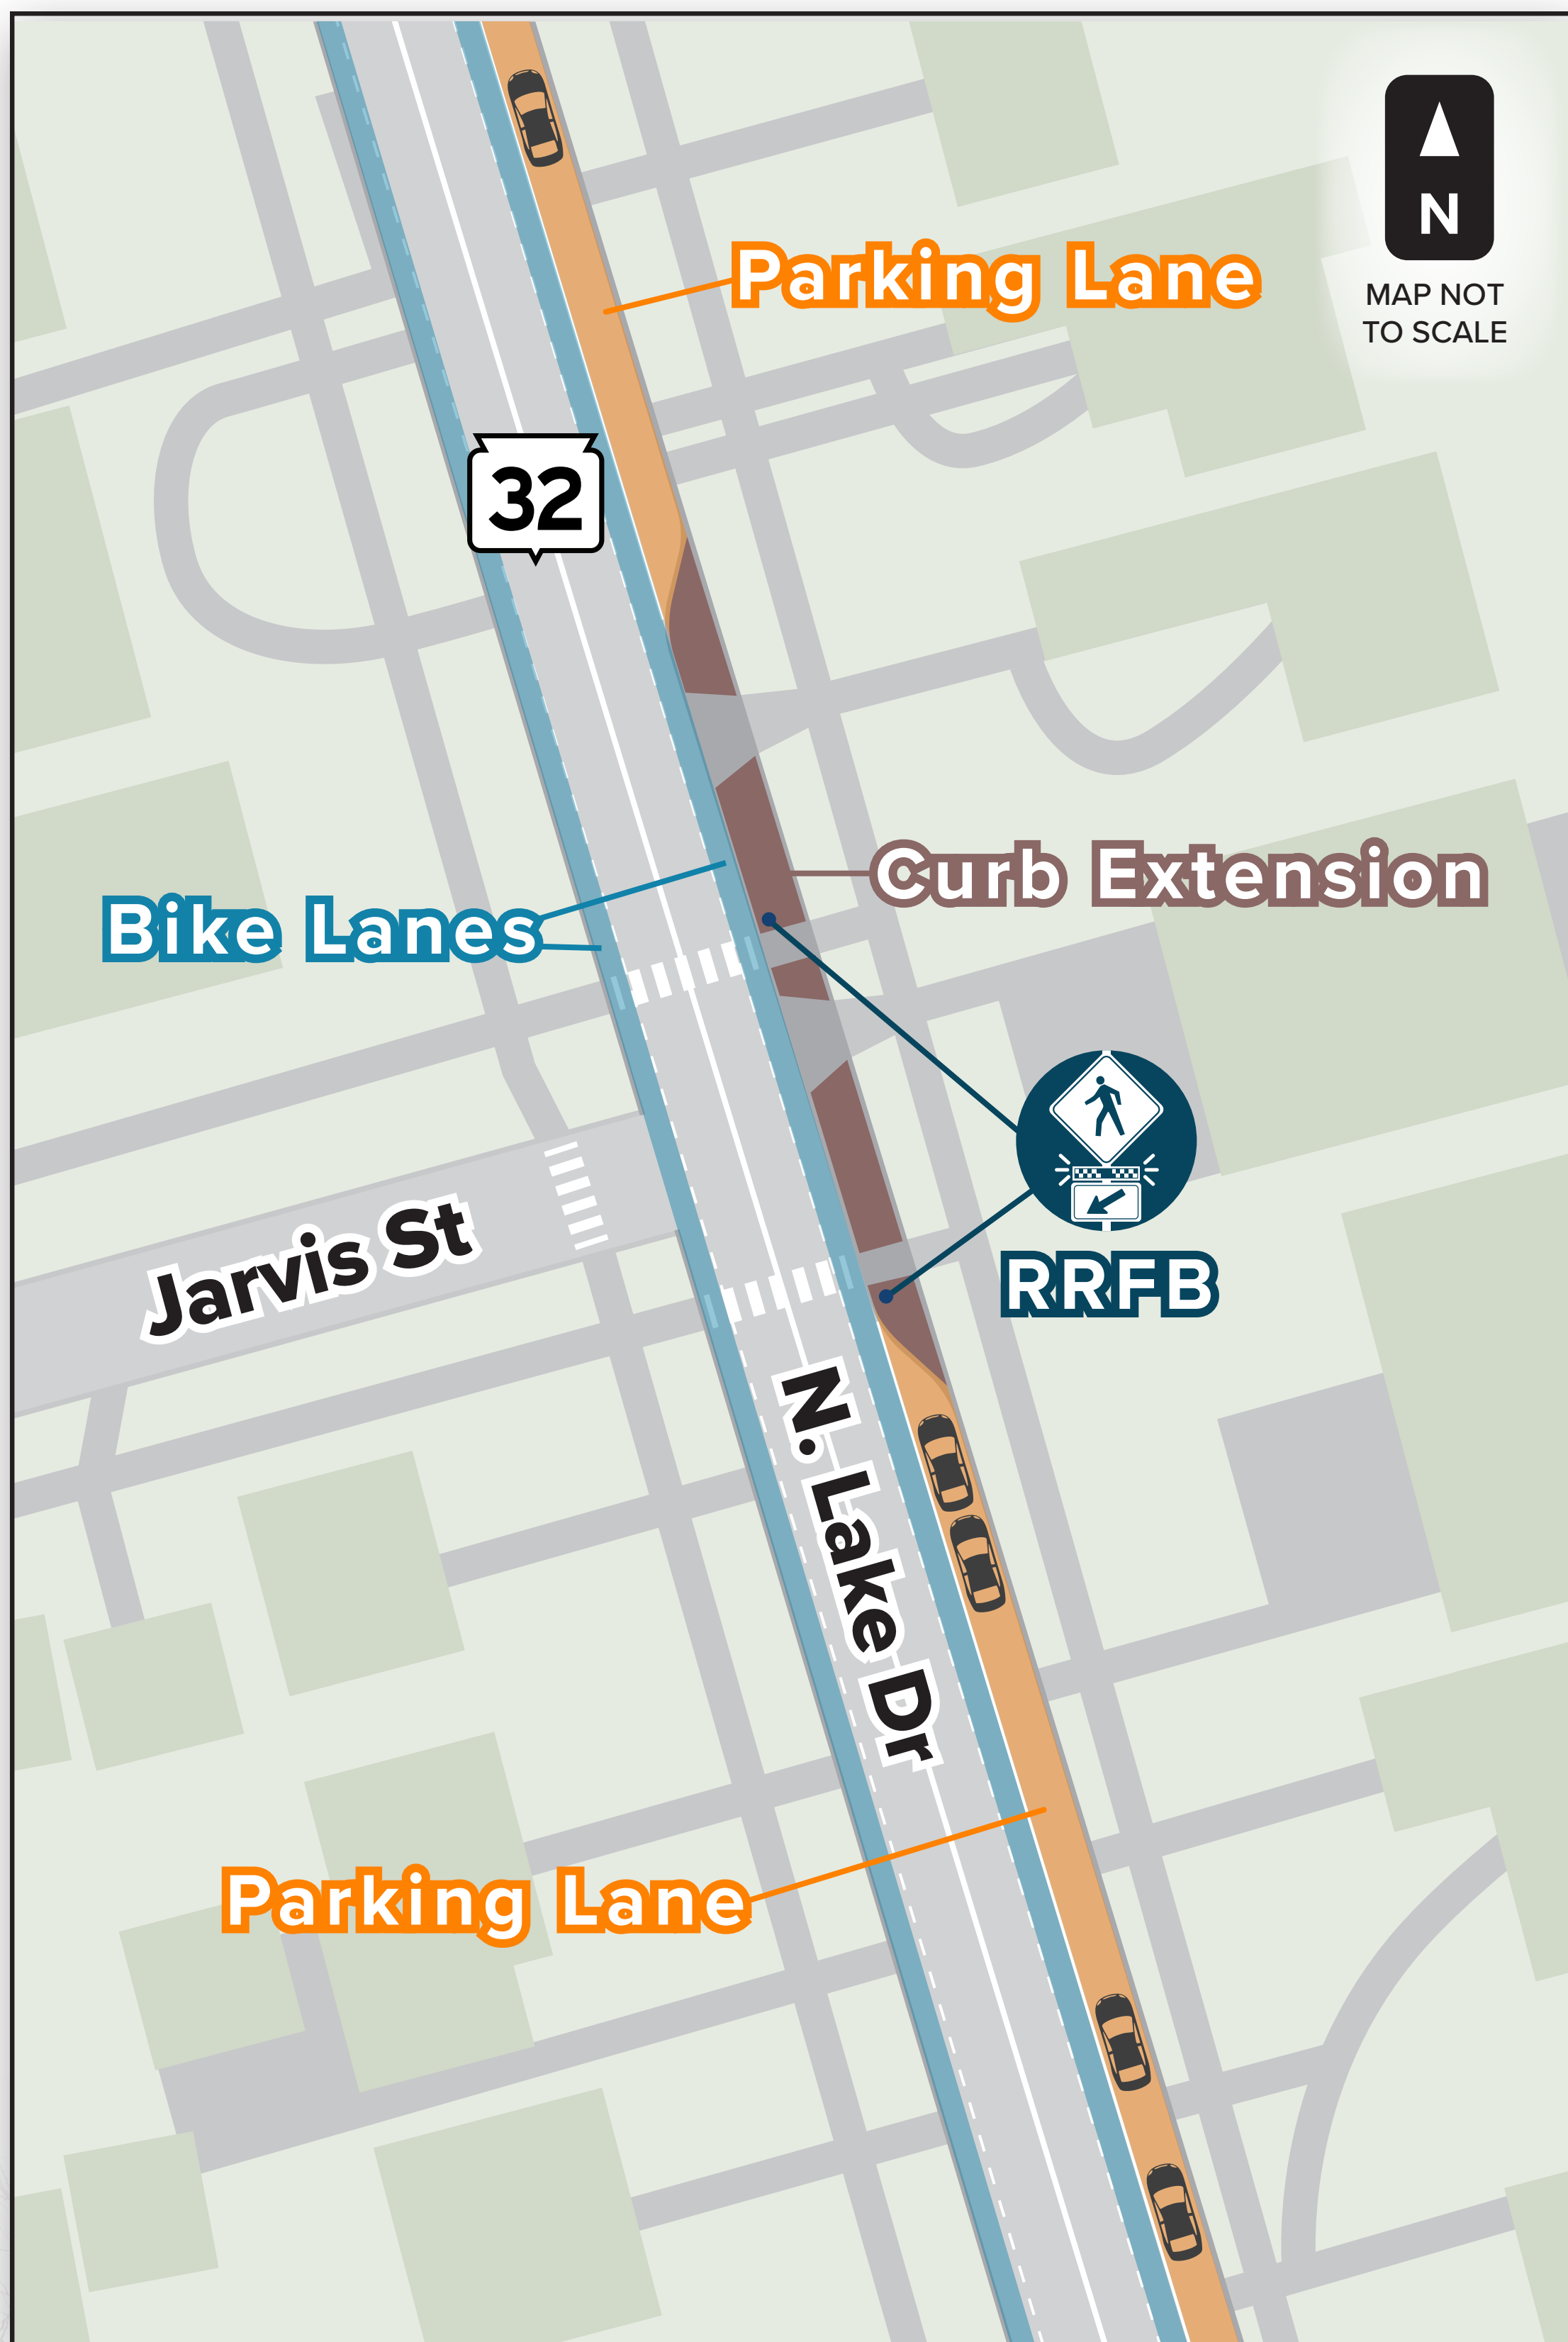 N
MAP NOT
TO SCALE
Parking Lane
32
Curb Extension
Bike Lanes
RRFB
Jarvis St
N. Lake Dr
Parking Lane